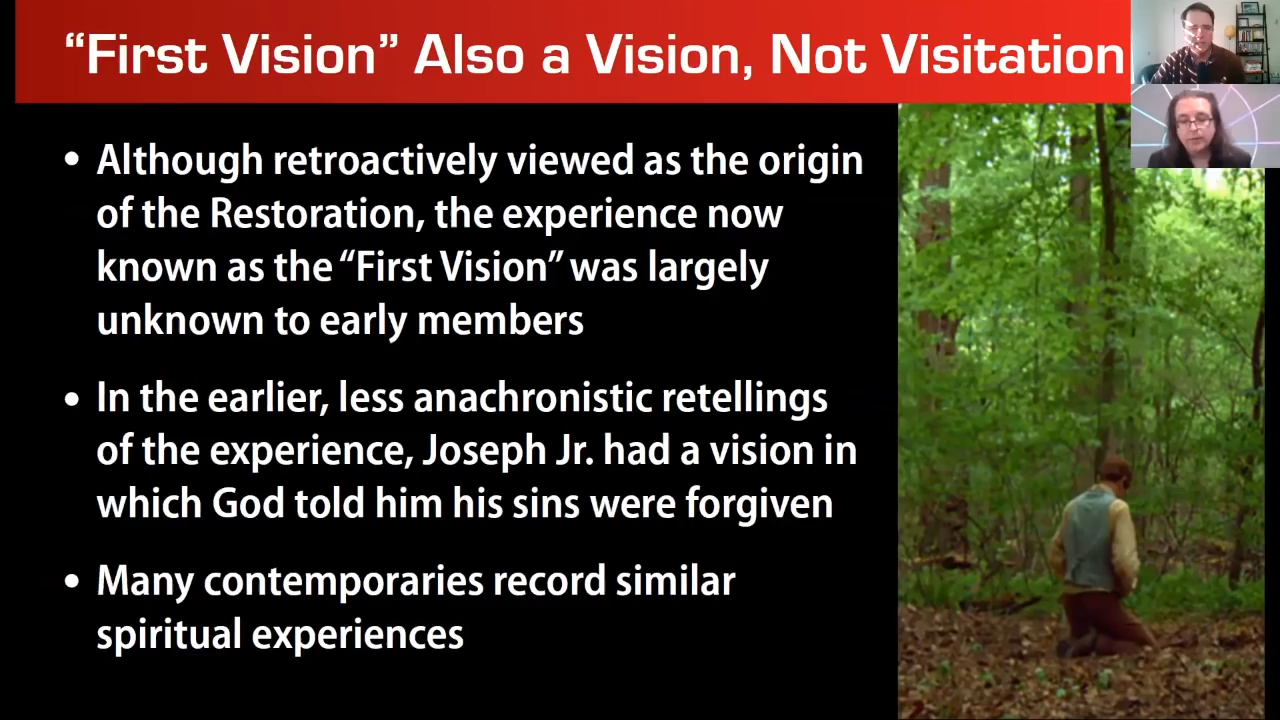 “First Vision” Also a Vision, Not Visitation
• Although retroactively viewed as the origin
of the Restoration, the experience now
known as the “First Vision” was largely
unknown to early members
• In the earlier, less anachronistic retellings
of the experience, Joseph Jr. had a vision in
which God told him his sins were forgiven
• Many contemporaries record similar
spiritual experiences